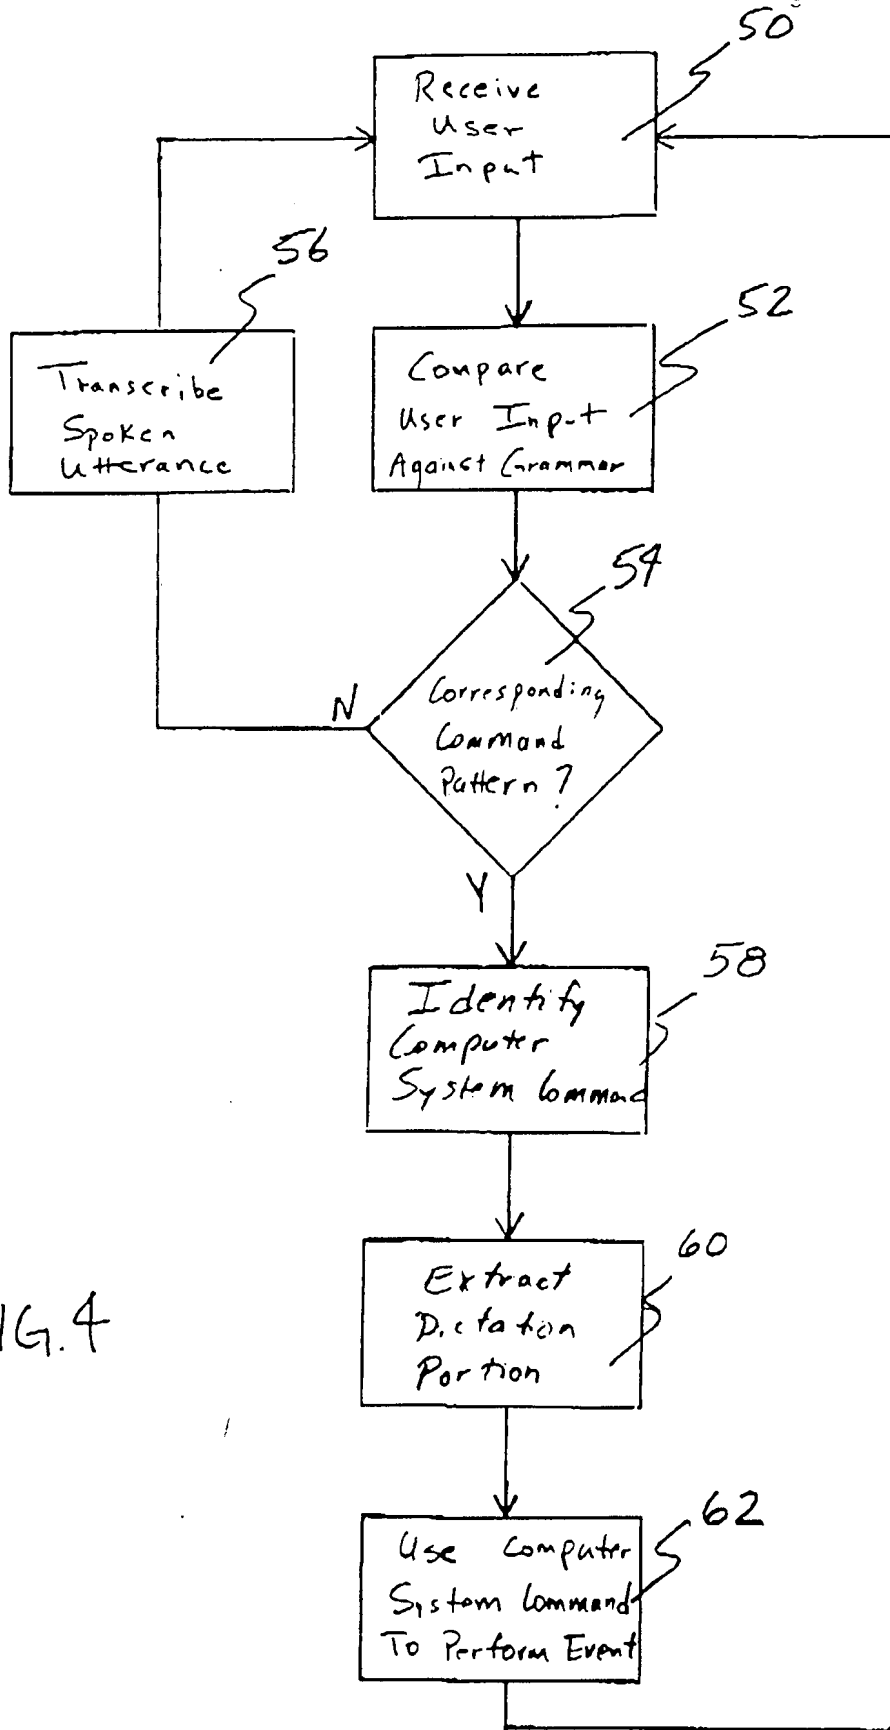 50
Receive
User
Input
56
52
Transcribe
Spoken
Utterance
Compare
User Input
Against Grammar
54
N
Corresponding
Command
Pattern?
Y
58
Identify
Computer
System Command
60
Extract
Dictation
Portion
IG. 4
62
Use Computer
System Command
To Perform Event